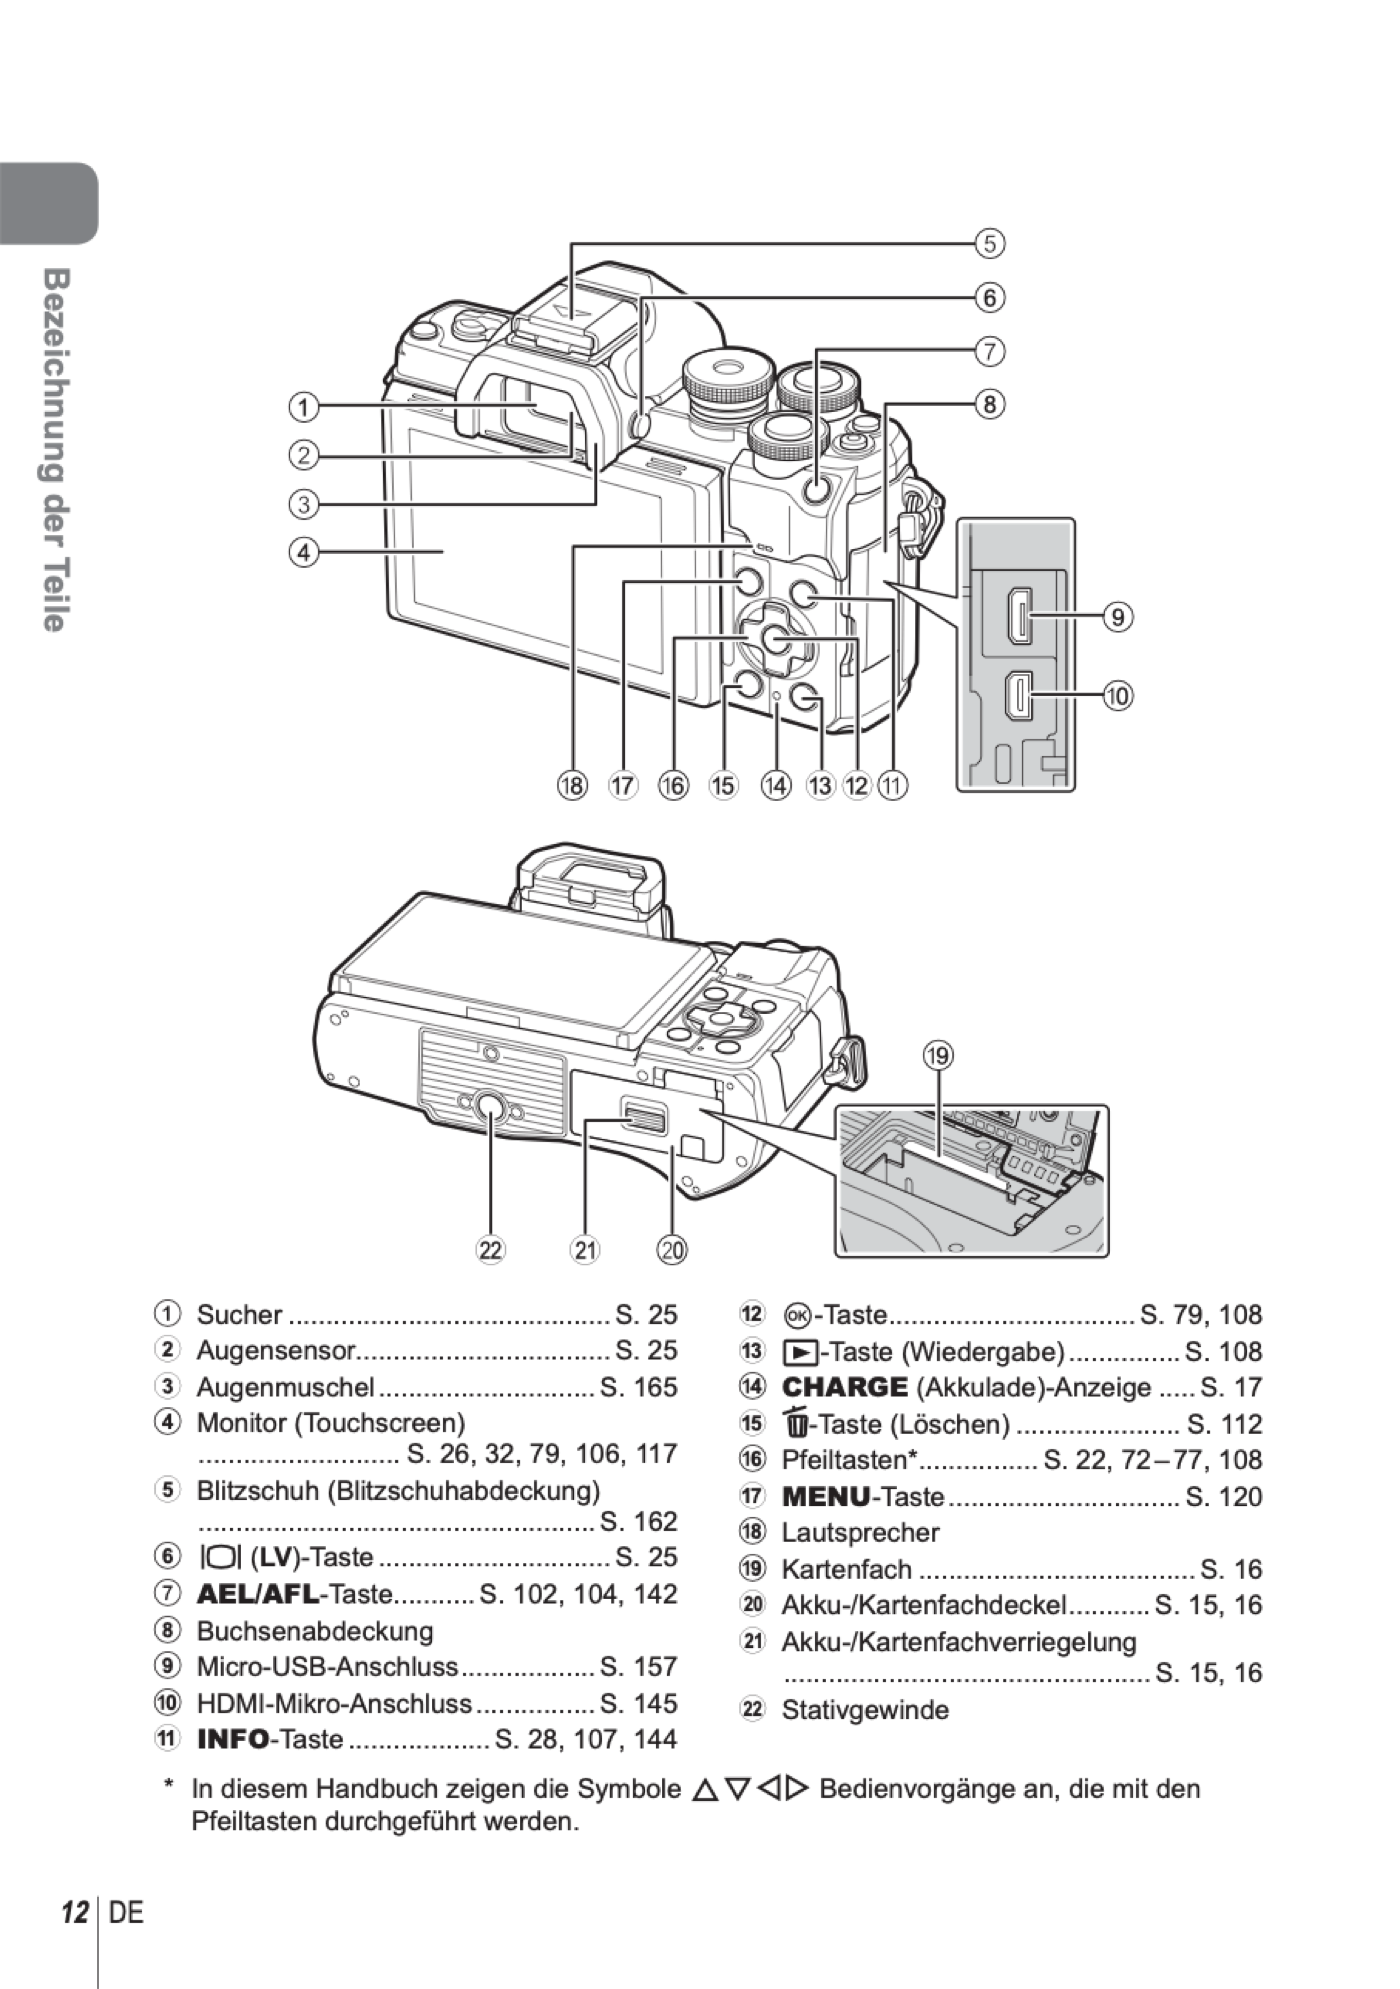 Bezeichnung der Teile
⑤
⑥
⑦
⑧
①
②
③
④
⑨
⑩
⑱ ⑰ ⑯ ⑮ ⑭ ⑬ ⑫ ⑪
⑲
㉒ ㉑ ⑳
① Sucher ........................................... S. 25
② Augensensor.................................. S. 25
③ Augenmuschel ............................. S. 165
④ Monitor (Touchscreen)
........................... S. 26, 32, 79, 106, 117
⑤ Blitzschuh (Blitzschuhabdeckung)
..................................................... S. 162
⑥ |O| (LV)-Taste ............................... S. 25
⑦ AEL/AFL-Taste........... S. 102, 104, 142
⑧ Buchsenabdeckung
⑨ Micro-USB-Anschluss.................. S. 157
⑩ HDMI-Mikro-Anschluss ................ S. 145
⑪ INFO-Taste ................... S. 28, 107, 144
⑫ OK-Taste................................. S. 79, 108
⑬ ▶-Taste (Wiedergabe)............... S. 108
⑭ CHARGE (Akkulade)-Anzeige ..... S. 17
⑮ -Taste (Löschen) ...................... S. 112
⑯ Pfeiltasten*................ S. 22, 72–77, 108
⑰ MENU-Taste ............................... S. 120
⑱ Lautsprecher
⑲ Kartenfach ..................................... S. 16
⑳ Akku-/Kartenfachdeckel........... S. 15, 16
㉑ Akku-/Kartenfachverriegelung
................................................. S. 15, 16
㉒ Stativgewinde
* In diesem Handbuch zeigen die Symbole △▽◁▷ Bedienvorgänge an, die mit den
Pfeiltasten durchgeführt werden.
12 DE